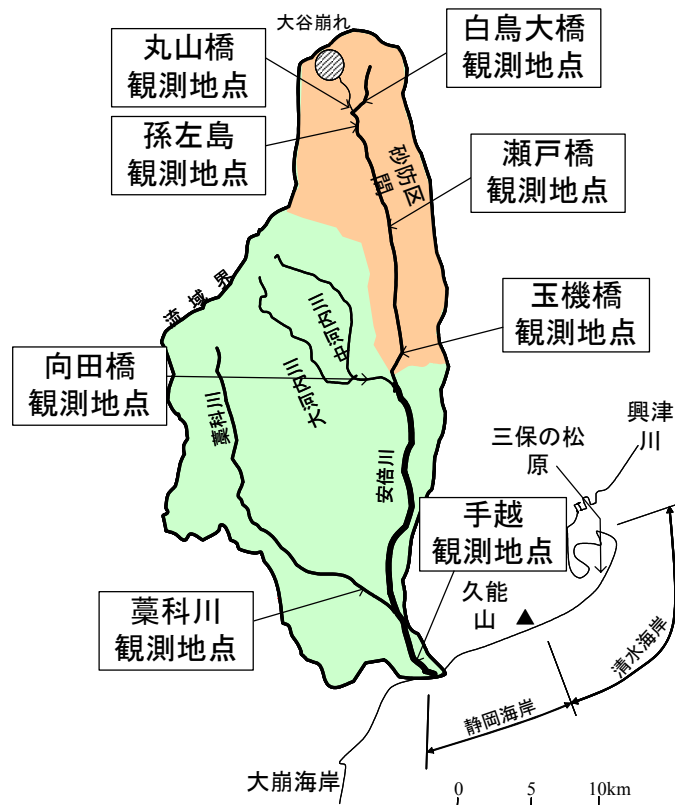 大谷崩れ
丸山橋
観測地点
白鳥大橋
観測地点
孫左島
観測地点
瀬戸橋
観測地点
砂防区
間
流域界
玉機橋
観測地点
中河内川
大河内川
向田橋
観測地点
藁科川
安倍川
興津
川
三保の松
原
手越
観測地点
久能
山
藁科川
観測地点
清水海岸
静岡海岸
大崩海岸
0 5 10km